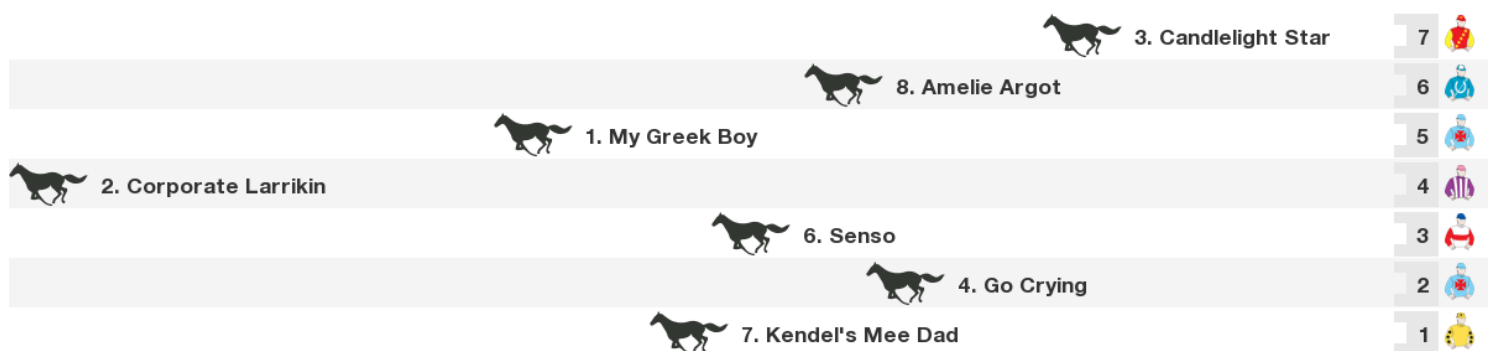 3. Candlelight Star 7
8. Amelie Argot 6
1. My Greek Boy 5
2. Corporate Larrikin 4
6. Senso 3
4. Go Crying 2
7. Kendel's Mee Dad 1